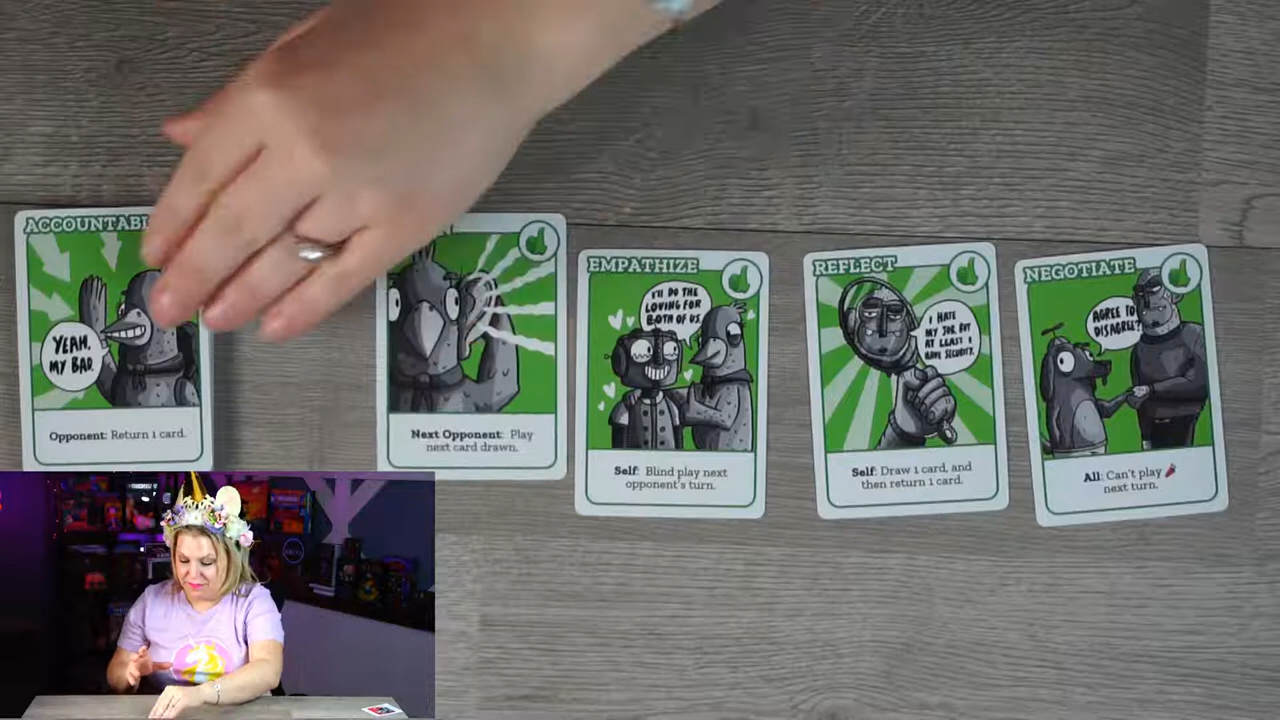 ACCOUNTABI
YEAH,
MY BAD.
Opponent: Return 1 card.
Next Opponent: Play
next card drawn.
EMPATHIZE
I'LL DO THE
LOVING FOR
BOTH OF US.
Self: Blind play next
opponent's turn.
REFLECT
I HATE
MY JOB, BUT
AT LEAST I
HAVE SECURITY.
Self: Draw 1 card, and
then return 1 card.
NEGOTIATE
AGREE TO
DISAGREE?
All: Can't play
next turn.